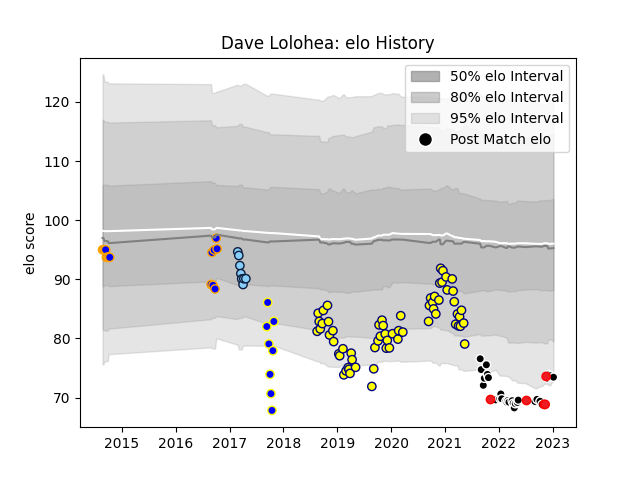 Dave Lolohea: elo History
50% elo Interval
80% elo Interval
95% elo Interval
Post Match elo
elo score
120
110
100
90
80
70
2015 2016 2017 2018 2019 2020 2021 2022 2023